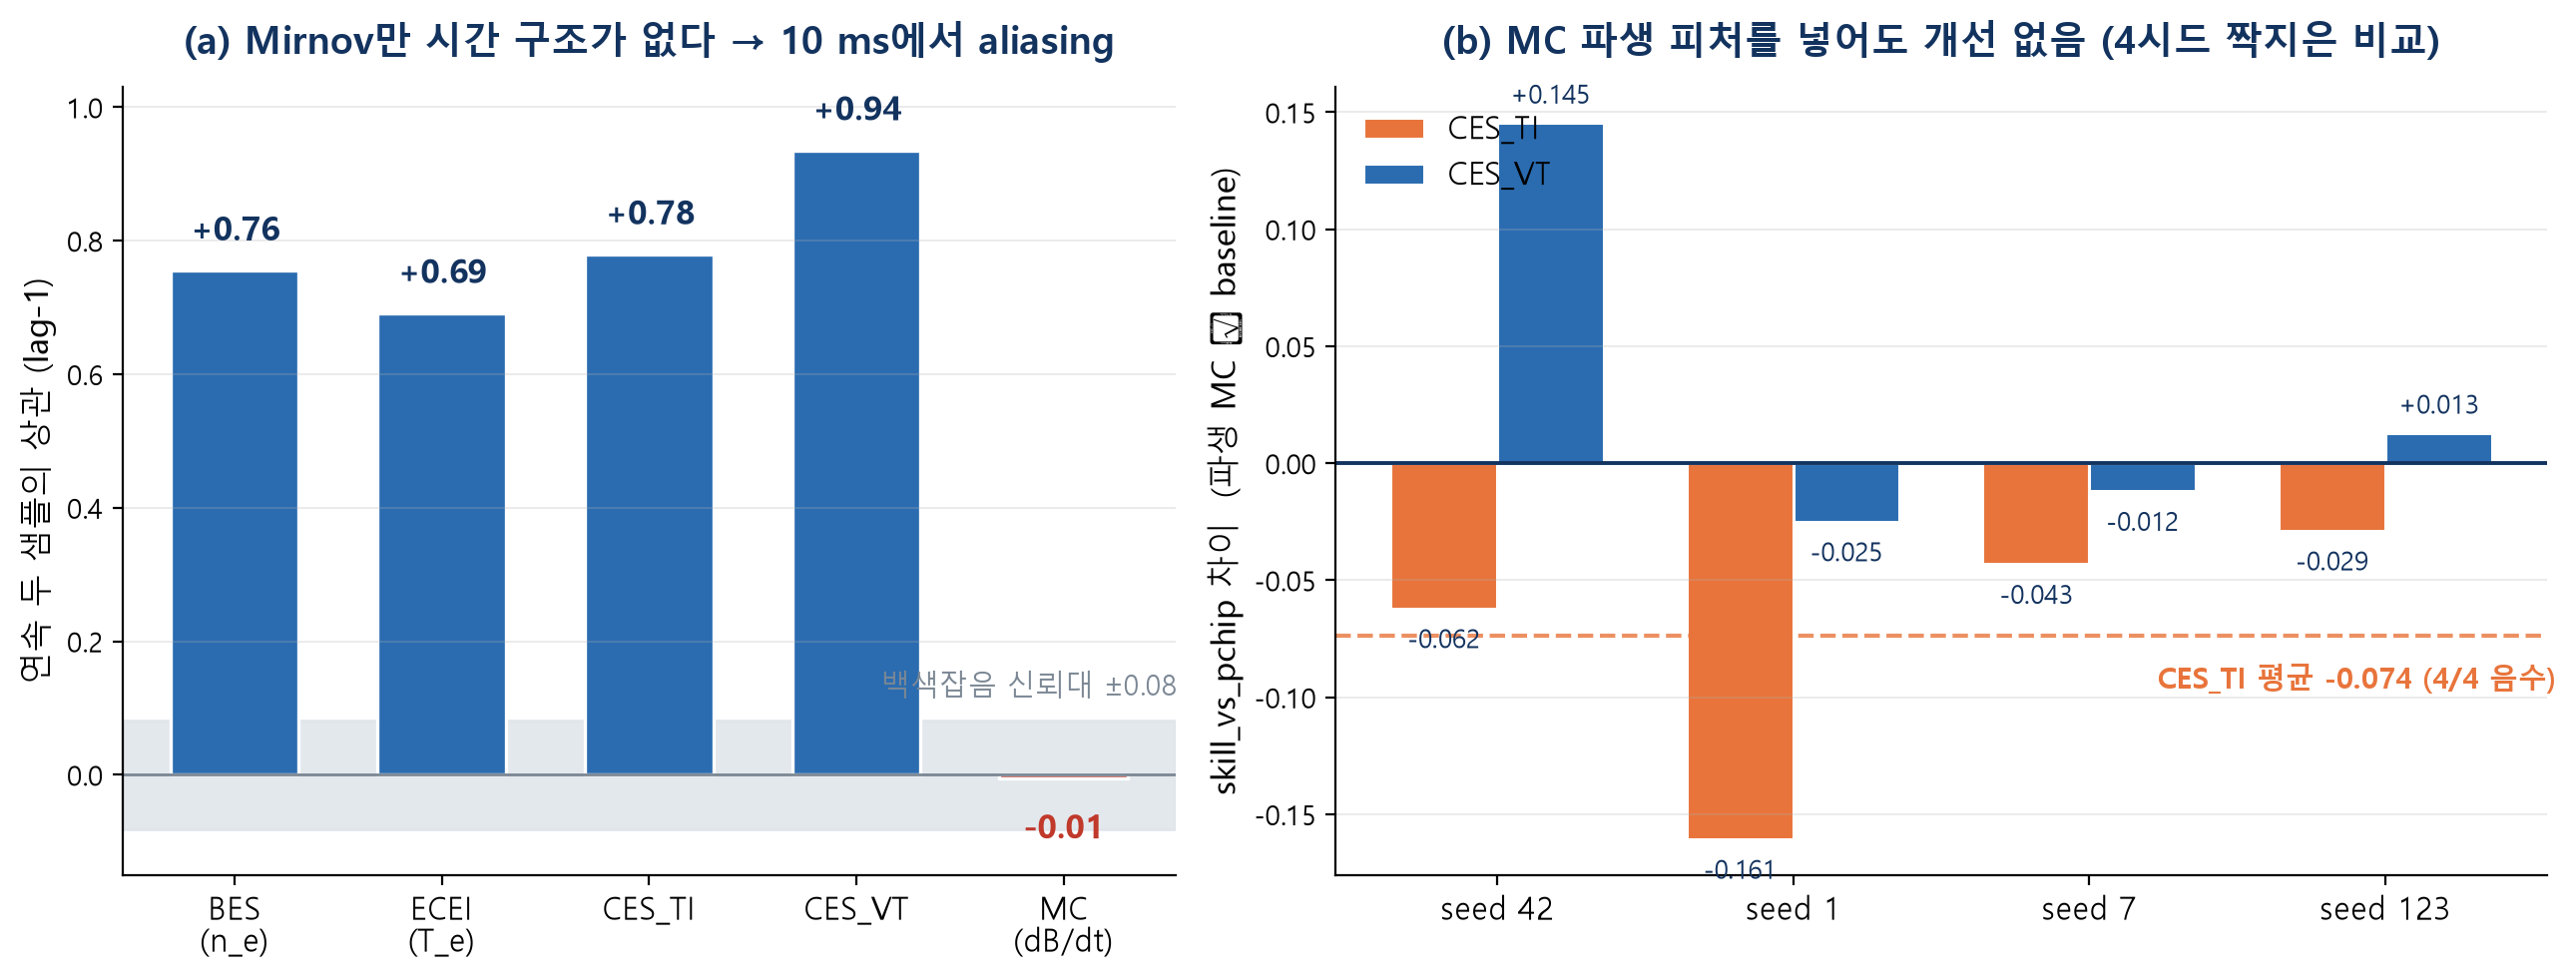 (a) Mirnov만 시간 구조가 없다 → 10 ms에서 aliasing
연속 두 샘플의 상관 (lag-1)
1.0
0.8
0.6
0.4
0.2
0.0
+0.76
+0.69
+0.78
+0.94
-0.01
백색잡음 신뢰대 ±0.08
BES
(n_e)
ECEI
(T_e)
CES_TI
CES_VT
MC
(dB/dt)
(b) MC 파생 피처를 넣어도 개선 없음 (4시드 짝지은 비교)
skill_vs_pchip 차이 (파생 MC √ baseline)
0.15
0.10
0.05
0.00
-0.05
-0.10
-0.15
CES_TI
CES_VT
+0.145
-0.062
-0.161
-0.025
-0.043
-0.012
-0.029
+0.013
CES_TI 평균 -0.074 (4/4 음수)
seed 42
seed 1
seed 7
seed 123